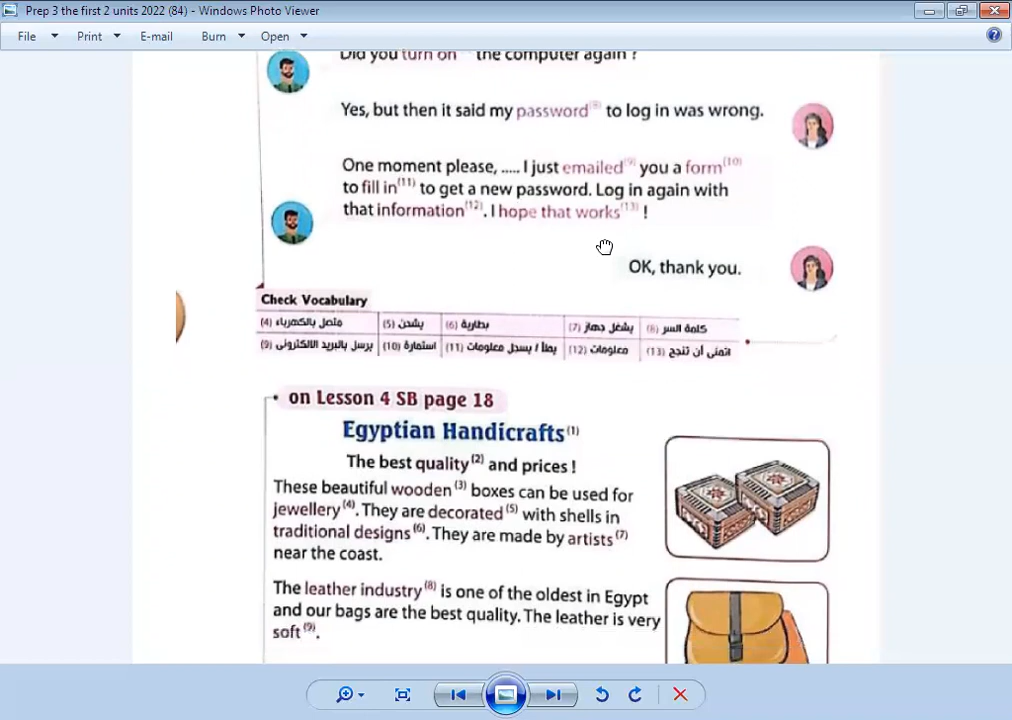 Prep 3 the first 2 units 2022 (84) - Windows Photo Viewer
File Print E-mail Burn Open
Did you turn on the computer again ?
Yes, but then it said my password (8) to log in was wrong.
One moment please, ..... I just emailed (9) you a form (10)
to fill in (11) to get a new password. Log in again with
that information (12). I hope that works (13) !
OK, thank you.
Check Vocabulary
(4) متصل بالكهرباء (5) يشحن (6) بطارية (7) يشغل جهاز (8) كلمة السر
(9) يرسل بالبريد الالكترونى (10) استمارة (11) يملأ / يسجل معلومات (12) معلومات (13) اتمنى أن تنجح
• on Lesson 4 SB page 18
Egyptian Handicrafts (1)
The best quality (2) and prices !
These beautiful wooden (3) boxes can be used for
jewellery (4). They are decorated (5) with shells in
traditional designs (6). They are made by artists (7)
near the coast.
The leather industry (8) is one of the oldest in Egypt
and our bags are the best quality. The leather is very
soft (9).